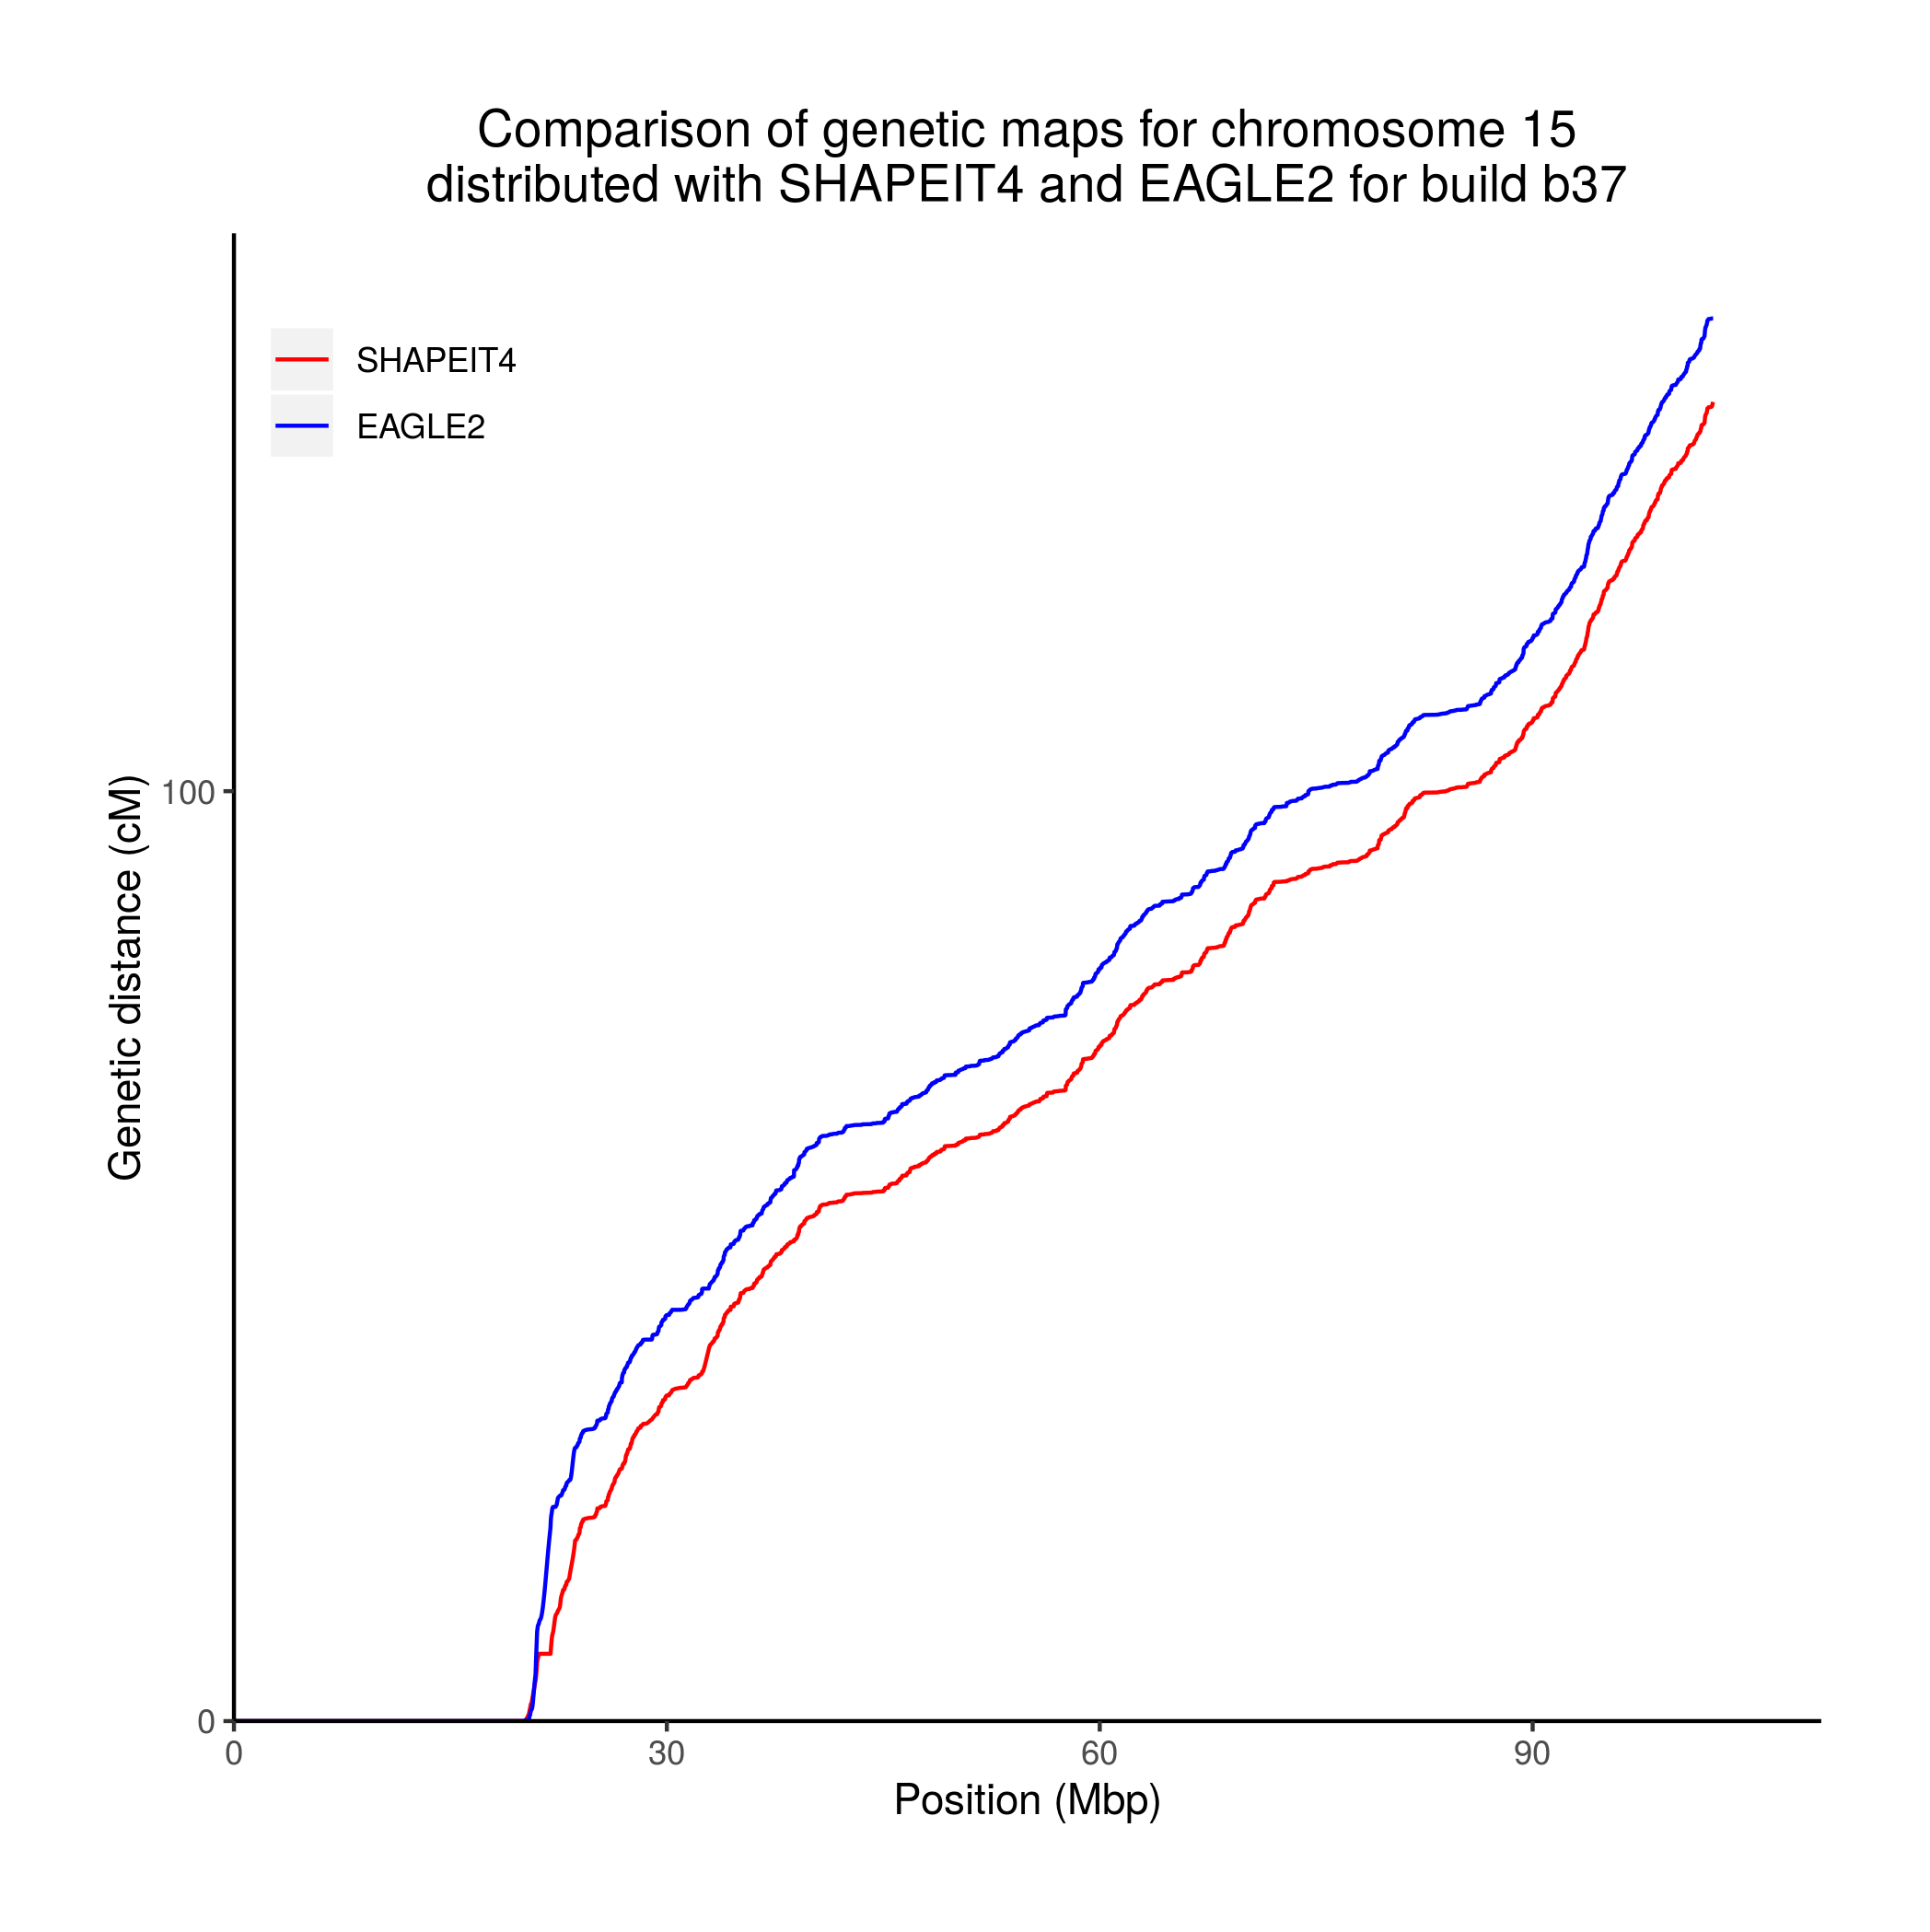 Comparison of genetic maps for chromosome 15
distributed with SHAPEIT4 and EAGLE2 for build b37
SHAPEIT4
EAGLE2
Genetic distance (cM)
100
0
0
30
60
90
Position (Mbp)